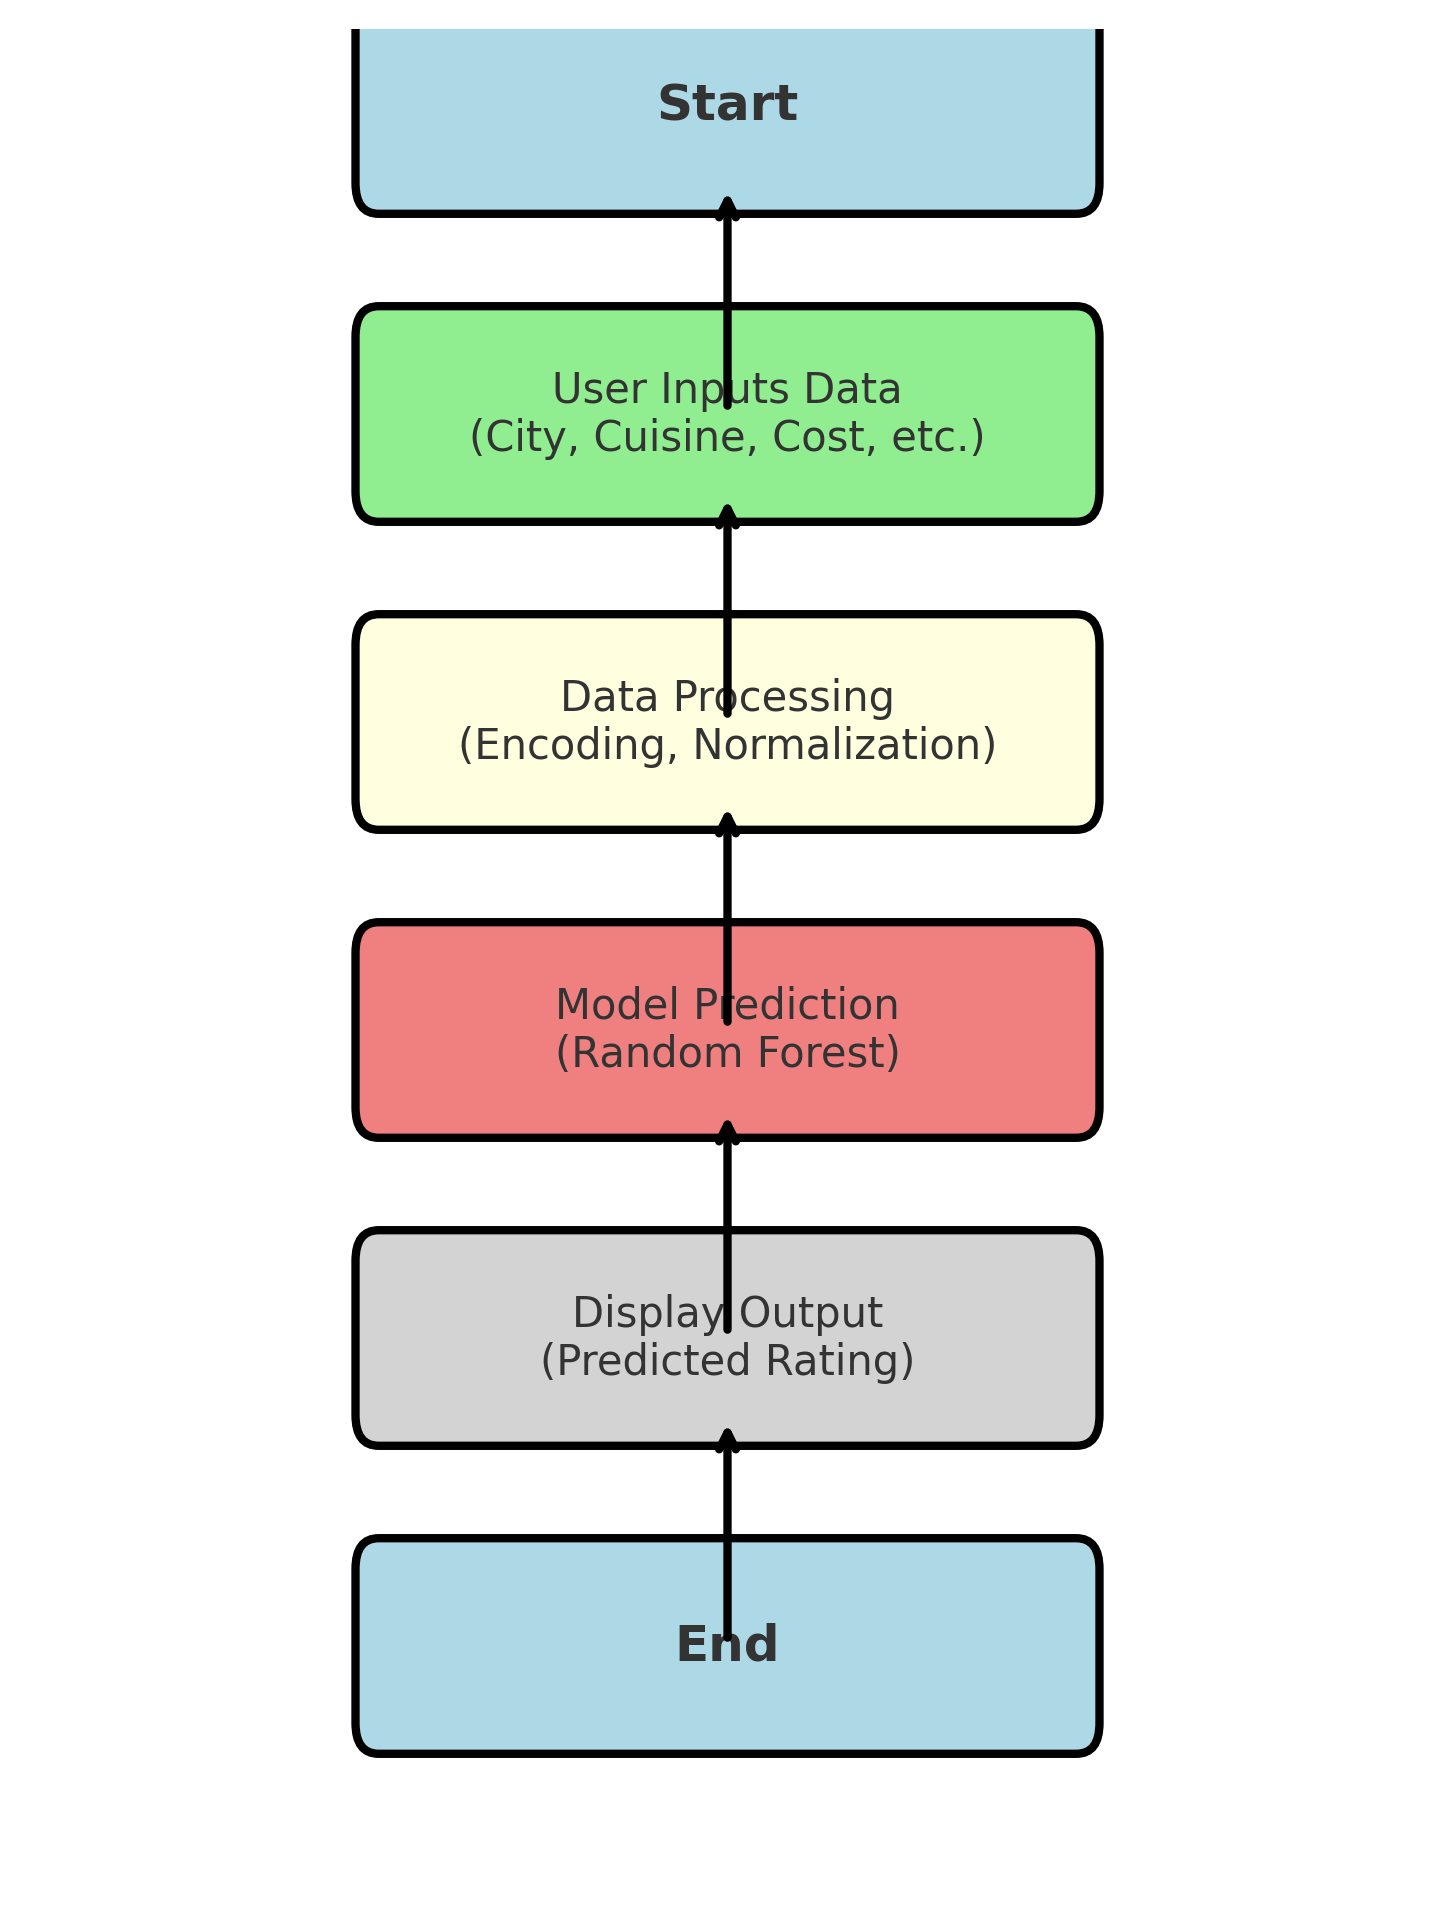 Start
User Inputs Data
(City, Cuisine, Cost, etc.)
Data Processing
(Encoding, Normalization)
Model Prediction
(Random Forest)
Display Output
(Predicted Rating)
End